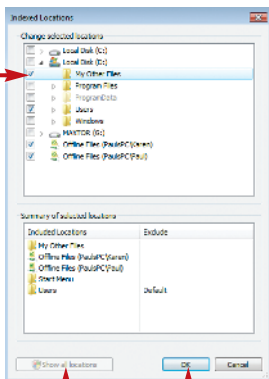 Indexed Locations
Change selected locations
Local Disk (C:)
Local Disk (D:)
My Other Files
Program Files
ProgramData
Users
Windows
MAXTOR (G:)
Offline Files (PaulsPC\Karen)
Offline Files (PaulsPC\Paul)
Summary of selected locations
Included Locations Exclude
My Other Files
Offline Files (PaulsPC\Karen)
Offline Files (PaulsPC\Paul)
Start Menu
Users Default
Show all locations OK Cancel